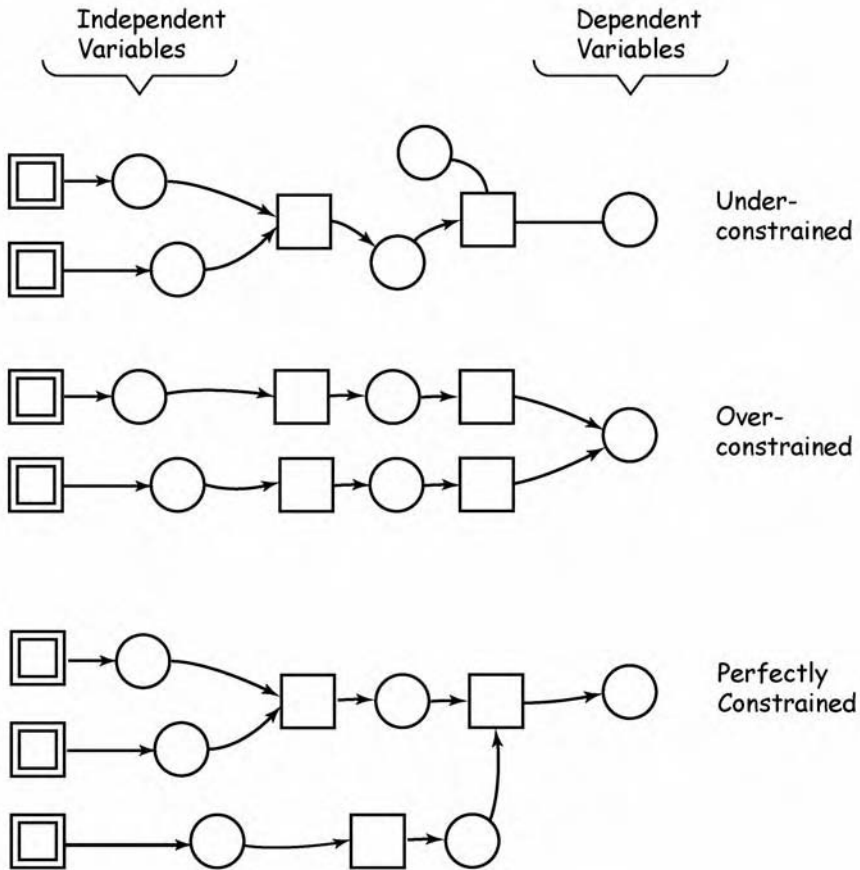 Independent
Variables
Dependent
Variables
Under-
constrained
Over-
constrained
Perfectly
Constrained